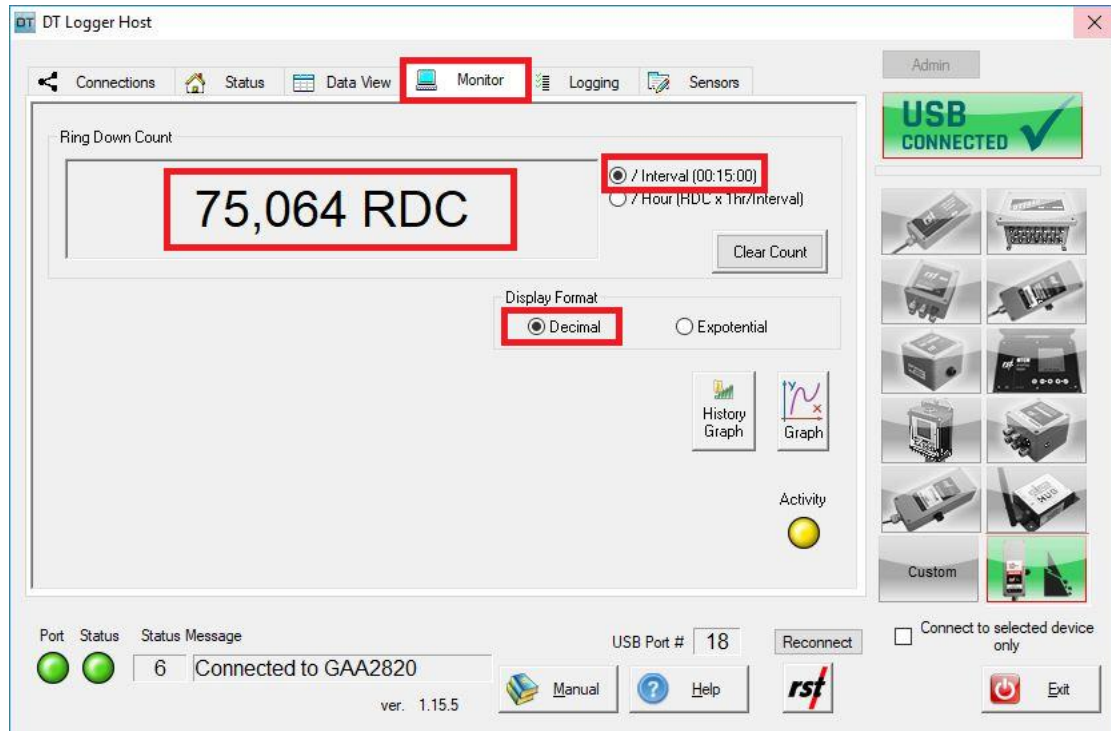 DT DT Logger Host
Admin
Connections Status Data View Monitor Logging Sensors
USB
CONNECTED
Ring Down Count
75,064 RDC
/ Interval (00:15:00)
/ Hour (RDC x 1hr/Interval)
Clear Count
Display Format
Decimal Expotential
History
Graph
Graph
Activity
Custom
Port Status Status Message
6 Connected to GAA2820
ver. 1.15.5
USB Port # 18
Reconnect
Connect to selected device
only
Manual Help rst Exit